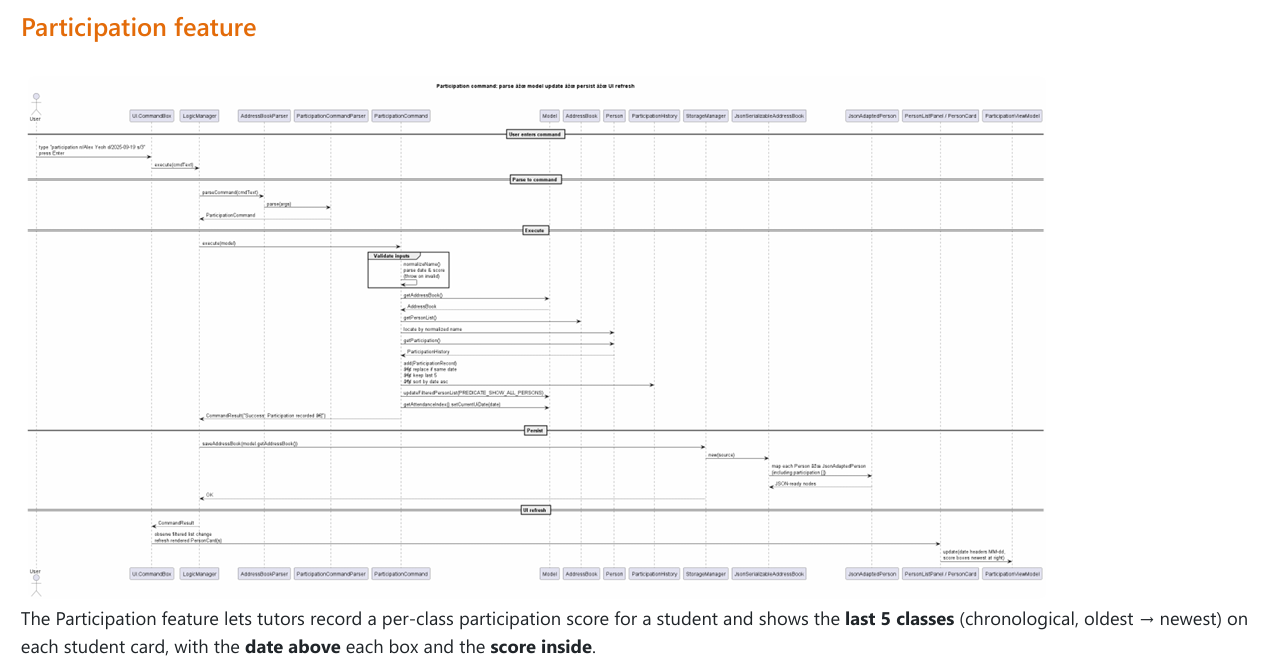 Participation feature
Participation command: parse â†’ model update â†’ persist â†’ UI refresh
User
UI.CommandBox
LogicManager
AddressBookParser
ParticipationCommandParser
ParticipationCommand
Model
AddressBook
Person
ParticipationHistory
StorageManager
JsonSerializableAddressBook
JsonAdaptedPerson
PersonListPanel / PersonCard
ParticipationViewModel
User enters command
type "participation n/Alex Yeoh d/2025-09-19 s/3"
press Enter
execute(cmdText)
Parse to command
parseCommand(cmdText)
parse(args)
ParticipationCommand
Execute
execute(model)
Validate inputs
normalizeName()
parse date & score
(throw on invalid)
getAddressBook()
AddressBook
getPersonList()
locate by normalized name
getParticipation()
ParticipationHistory
add(ParticipationRecord)
replace if same date
keep last 5
sort by date asc
updateFilteredPersonList(PREDICATE_SHOW_ALL_PERSONS)
getAttendanceIndex().setCurrentUiDate(date)
CommandResult("Success: Participation recorded
Persist
saveAddressBook(model.getAddressBook())
new(source)
map each Person JsonAdaptedPerson
(including participation [])
JSON-ready nodes
OK
UI refresh
CommandResult
observe filtered list change
refresh rendered PersonCard(s)
update(date headers MM-dd,
score boxes newest at right)
User
UI.CommandBox
LogicManager
AddressBookParser
ParticipationCommandParser
ParticipationCommand
Model
AddressBook
Person
ParticipationHistory
StorageManager
JsonSerializableAddressBook
JsonAdaptedPerson
PersonListPanel / PersonCard
ParticipationViewModel
The Participation feature lets tutors record a per-class participation score for a student and shows the last 5 classes (chronological, oldest → newest) on
each student card, with the date above each box and the score inside.